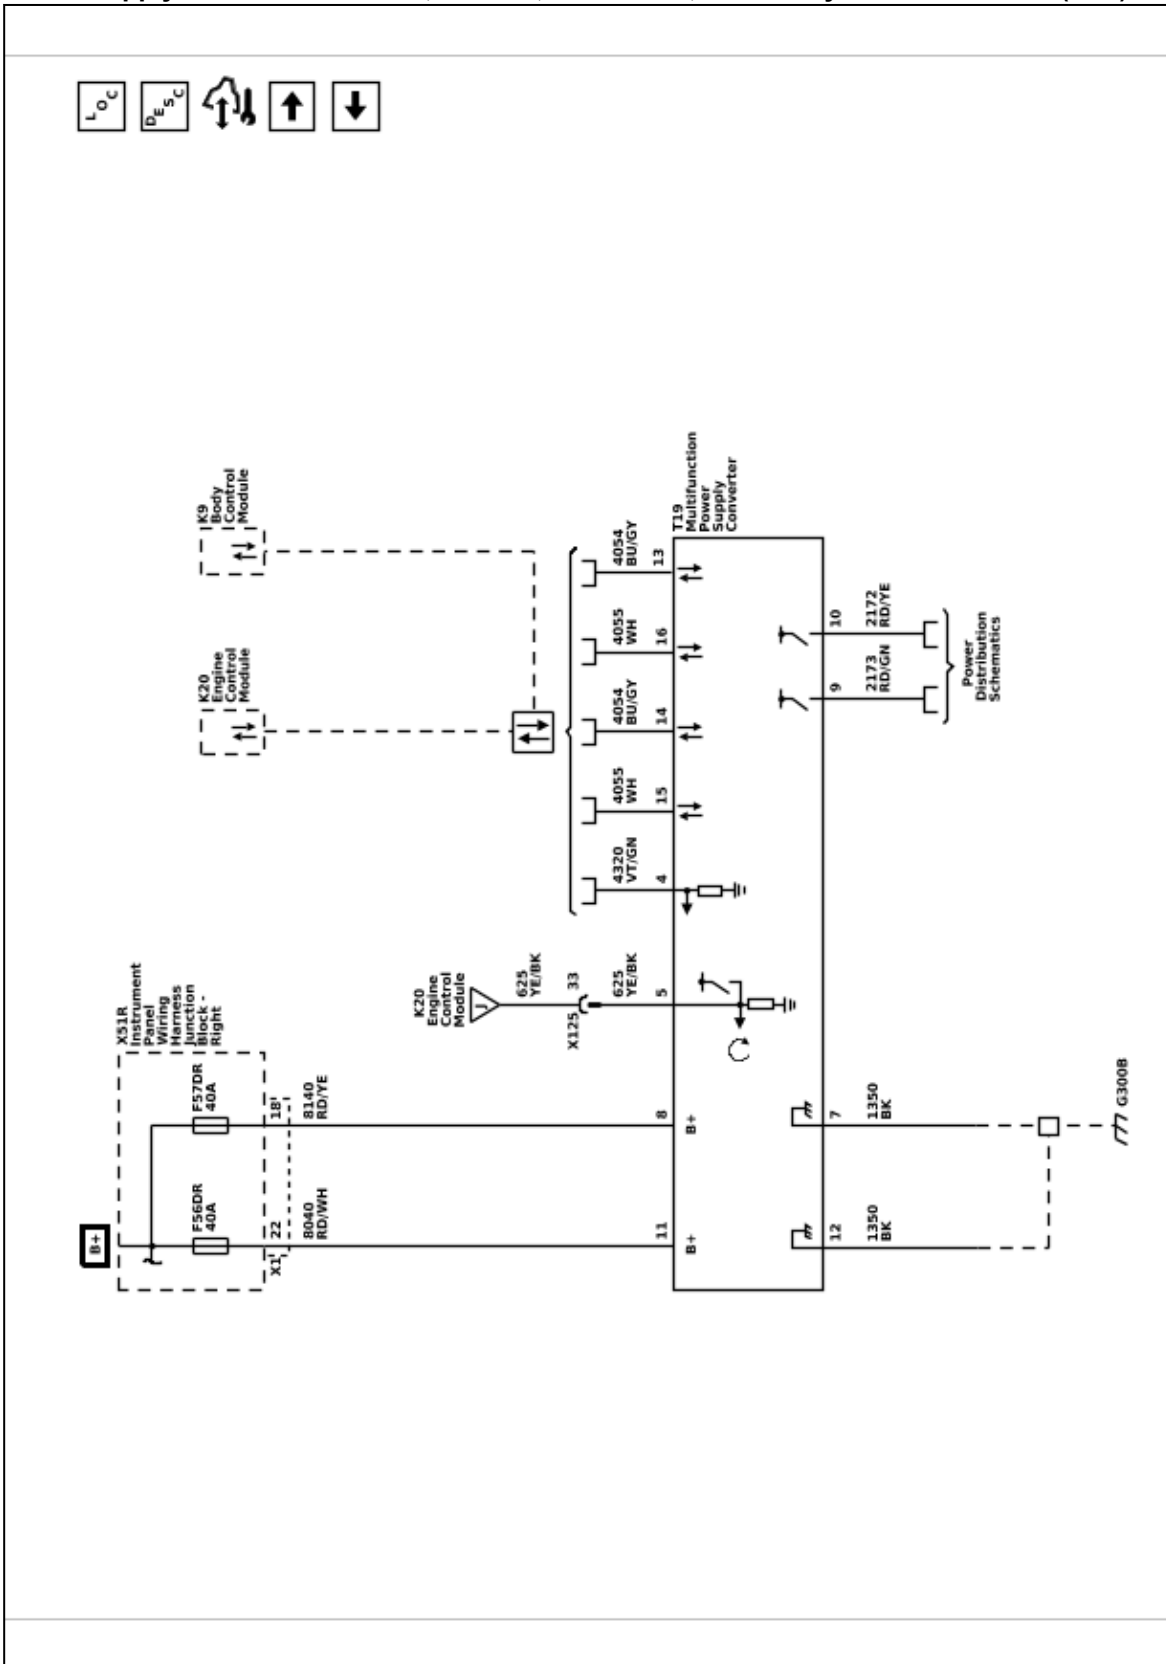 LOC
DESC
K9
Body
Control
Module
K20
Engine
Control
Module
T19
Multifunction
Power
Supply
Converter
4054
BU/GY
13
4055
WH
16
4054
BU/GY
14
4055
WH
15
4320
VT/GN
4
10
2172
RD/YE
9
2173
RD/GN
Power
Distribution
Schematics
K20
Engine
Control
Module
J
625
YE/BK
X125
33
625
YE/BK
5
X51R
Instrument
Panel
Wiring
Harness
Junction
Block -
Right
B+
F57DR
40A
F56DR
40A
18
X1
22
8140
RD/YE
8040
RD/WH
8
B+
11
B+
7
1350
BK
12
1350
BK
G300B